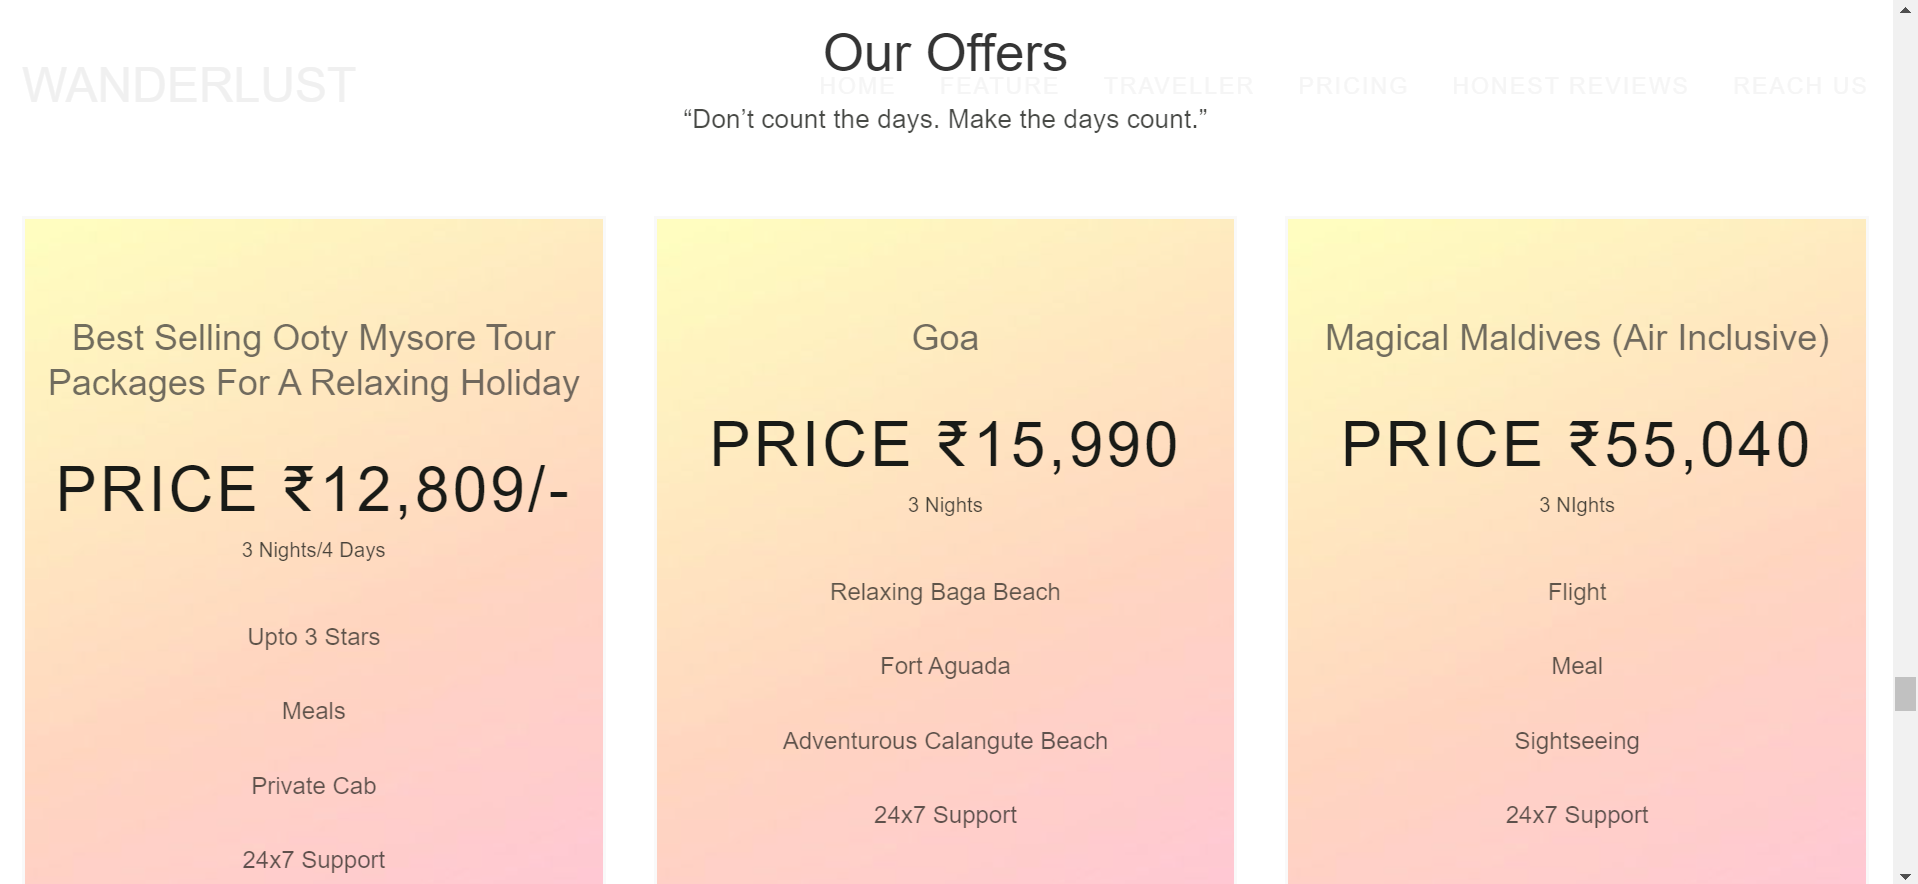 Our Offers
WANDERLUST
HOME FEATURE TRAVELLER PRICING HONEST REVIEWS REACH US
“Don’t count the days. Make the days count.”
Best Selling Ooty Mysore Tour
Packages For A Relaxing Holiday
PRICE ₹12,809/-
3 Nights/4 Days
Upto 3 Stars
Meals
Private Cab
24x7 Support
Goa
PRICE ₹15,990
3 Nights
Relaxing Baga Beach
Fort Aguada
Adventurous Calangute Beach
24x7 Support
Magical Maldives (Air Inclusive)
PRICE ₹55,040
3 NIghts
Flight
Meal
Sightseeing
24x7 Support